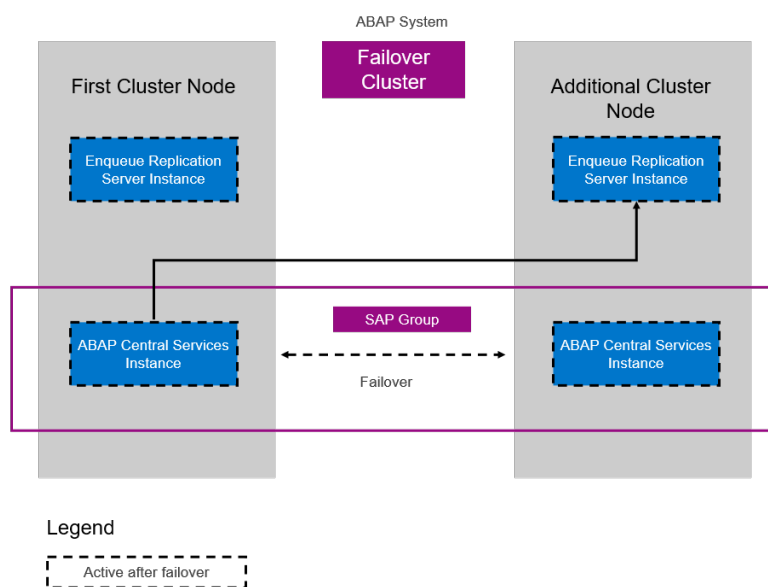 ABAP System
Failover
Cluster
First Cluster Node
Additional Cluster
Node
Enqueue Replication
Server Instance
Enqueue Replication
Server Instance
SAP Group
ABAP Central Services
Instance
ABAP Central Services
Instance
Failover
Legend
Active after failover